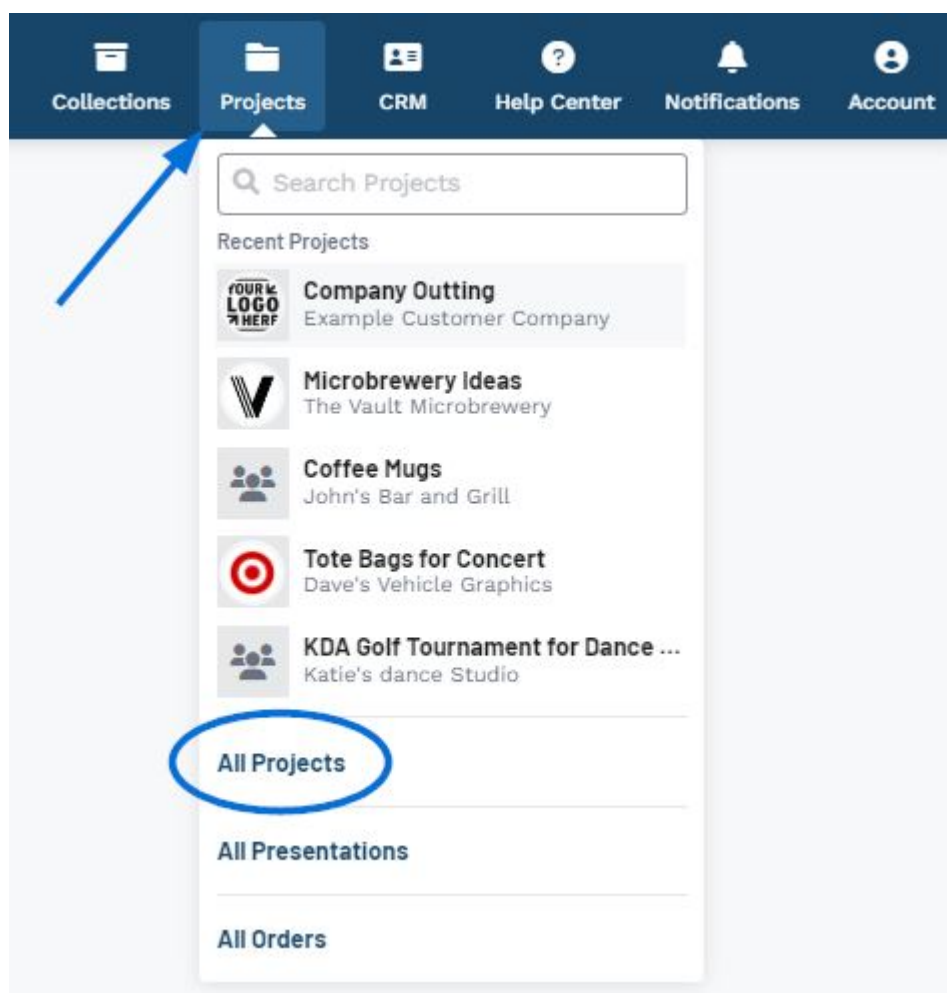 Collections Projects CRM Help Center Notifications Account
Search Projects
Recent Projects
YOUR
LOGO
HERE
Company Outting
Example Customer Company
V
Microbrewery Ideas
The Vault Microbrewery
Coffee Mugs
John's Bar and Grill
Tote Bags for Concert
Dave's Vehicle Graphics
KDA Golf Tournament for Dance ...
Katie's dance Studio
All Projects
All Presentations
All Orders